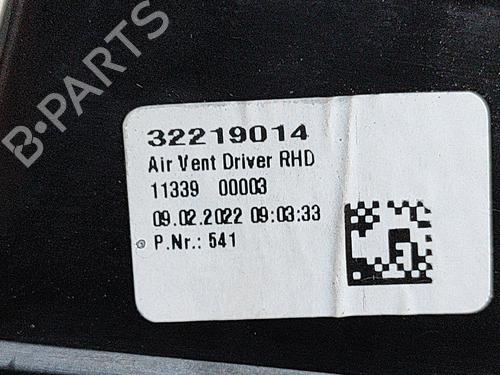 B-PARTS
32219014
Air Vent Driver RHD
11339 00003
09.02.2022 09:03:33
P.Nr.: 541